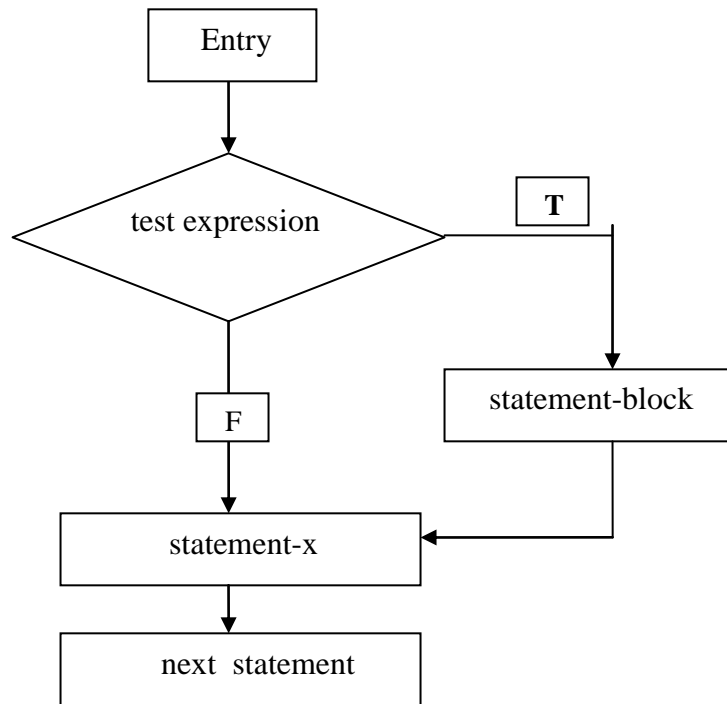 Entry
test expression
T
F
statement-block
statement-x
next statement